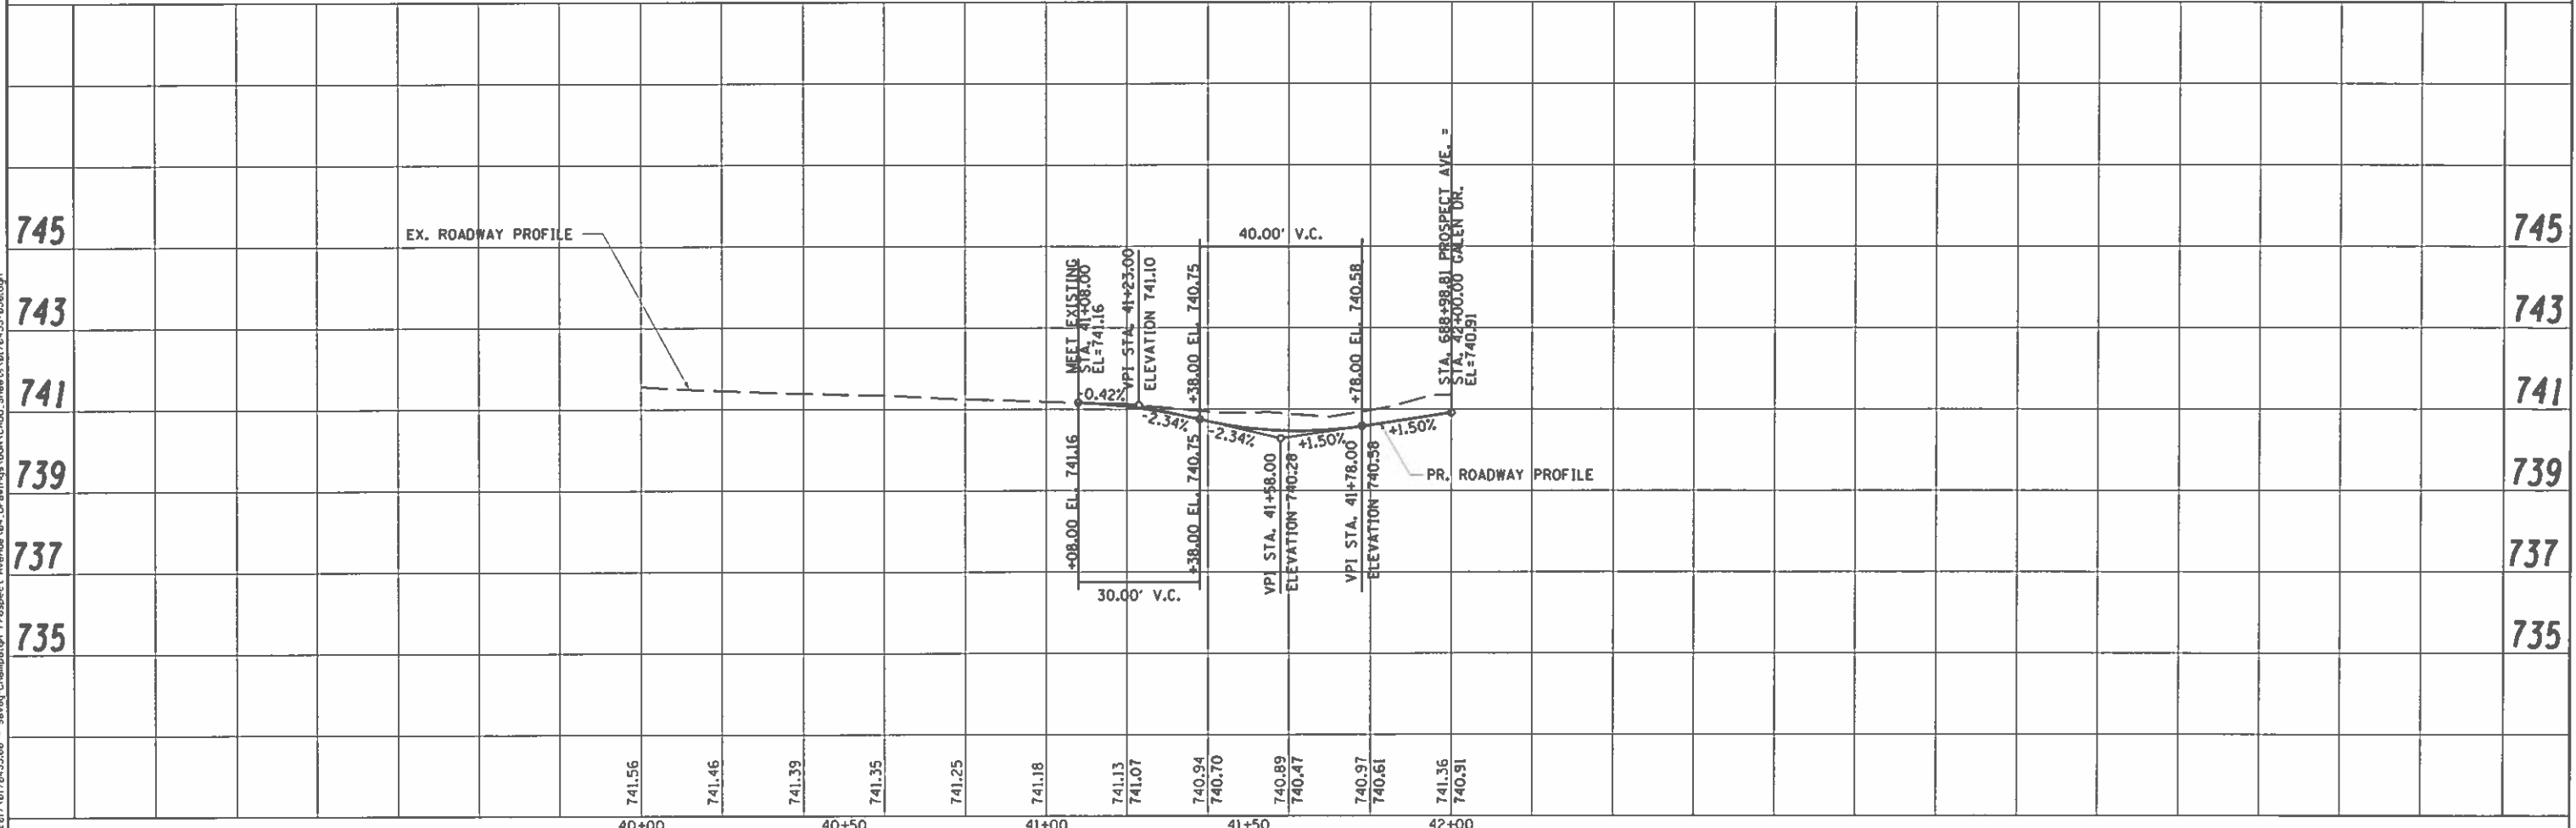 745
743
741
739
737
735
EX. ROADWAY PROFILE
MEET EXISTING
STA. 41+08.00
EL=741.16
VPI STA. 41+23.00
ELEVATION 741.10
+38.00 EL. 740.75
40.00' V.C.
+78.00 EL. 740.58
STA. 688+98.81 PROSPECT AVE. =
STA. 42+00.00 GALEN DR.
EL=740.91
-0.42%
-2.34%
-2.34%
+1.50%
+1.50%
PR. ROADWAY PROFILE
+08.00 EL. 741.16
+38.00 EL. 740.75
30.00' V.C.
VPI STA. 41+58.00
ELEVATION 740.28
VPI STA. 41+78.00
ELEVATION 740.58
745
743
741
739
737
735
741.56
741.46
741.39
741.35
741.25
741.18
741.13
741.07
740.94
740.70
740.89
740.47
740.97
740.61
741.36
740.91
40+00
40+50
41+00
41+50
42+00